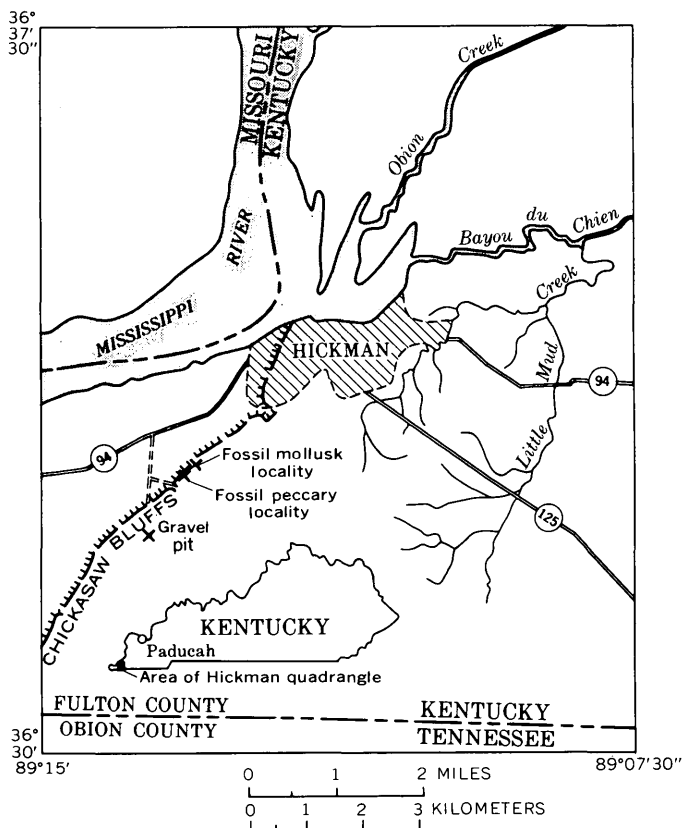 36°
37'
30"
MISSOURI
KENTUCKY
Creek
Obion
du
Bayou
Chien
RIVER
Creek
MISSISSIPPI
HICKMAN
Mud
94
94
Fossil mollusk
locality
Little
Fossil peccary
locality
125
CHICKASAW BLUFFS
Gravel
pit
KENTUCKY
Paducah
Area of Hickman quadrangle
FULTON COUNTY
KENTUCKY
OBION COUNTY
TENNESSEE
36°
30'
89°15'
89°07'30"
0 1 2 MILES
0 1 2 3 KILOMETERS